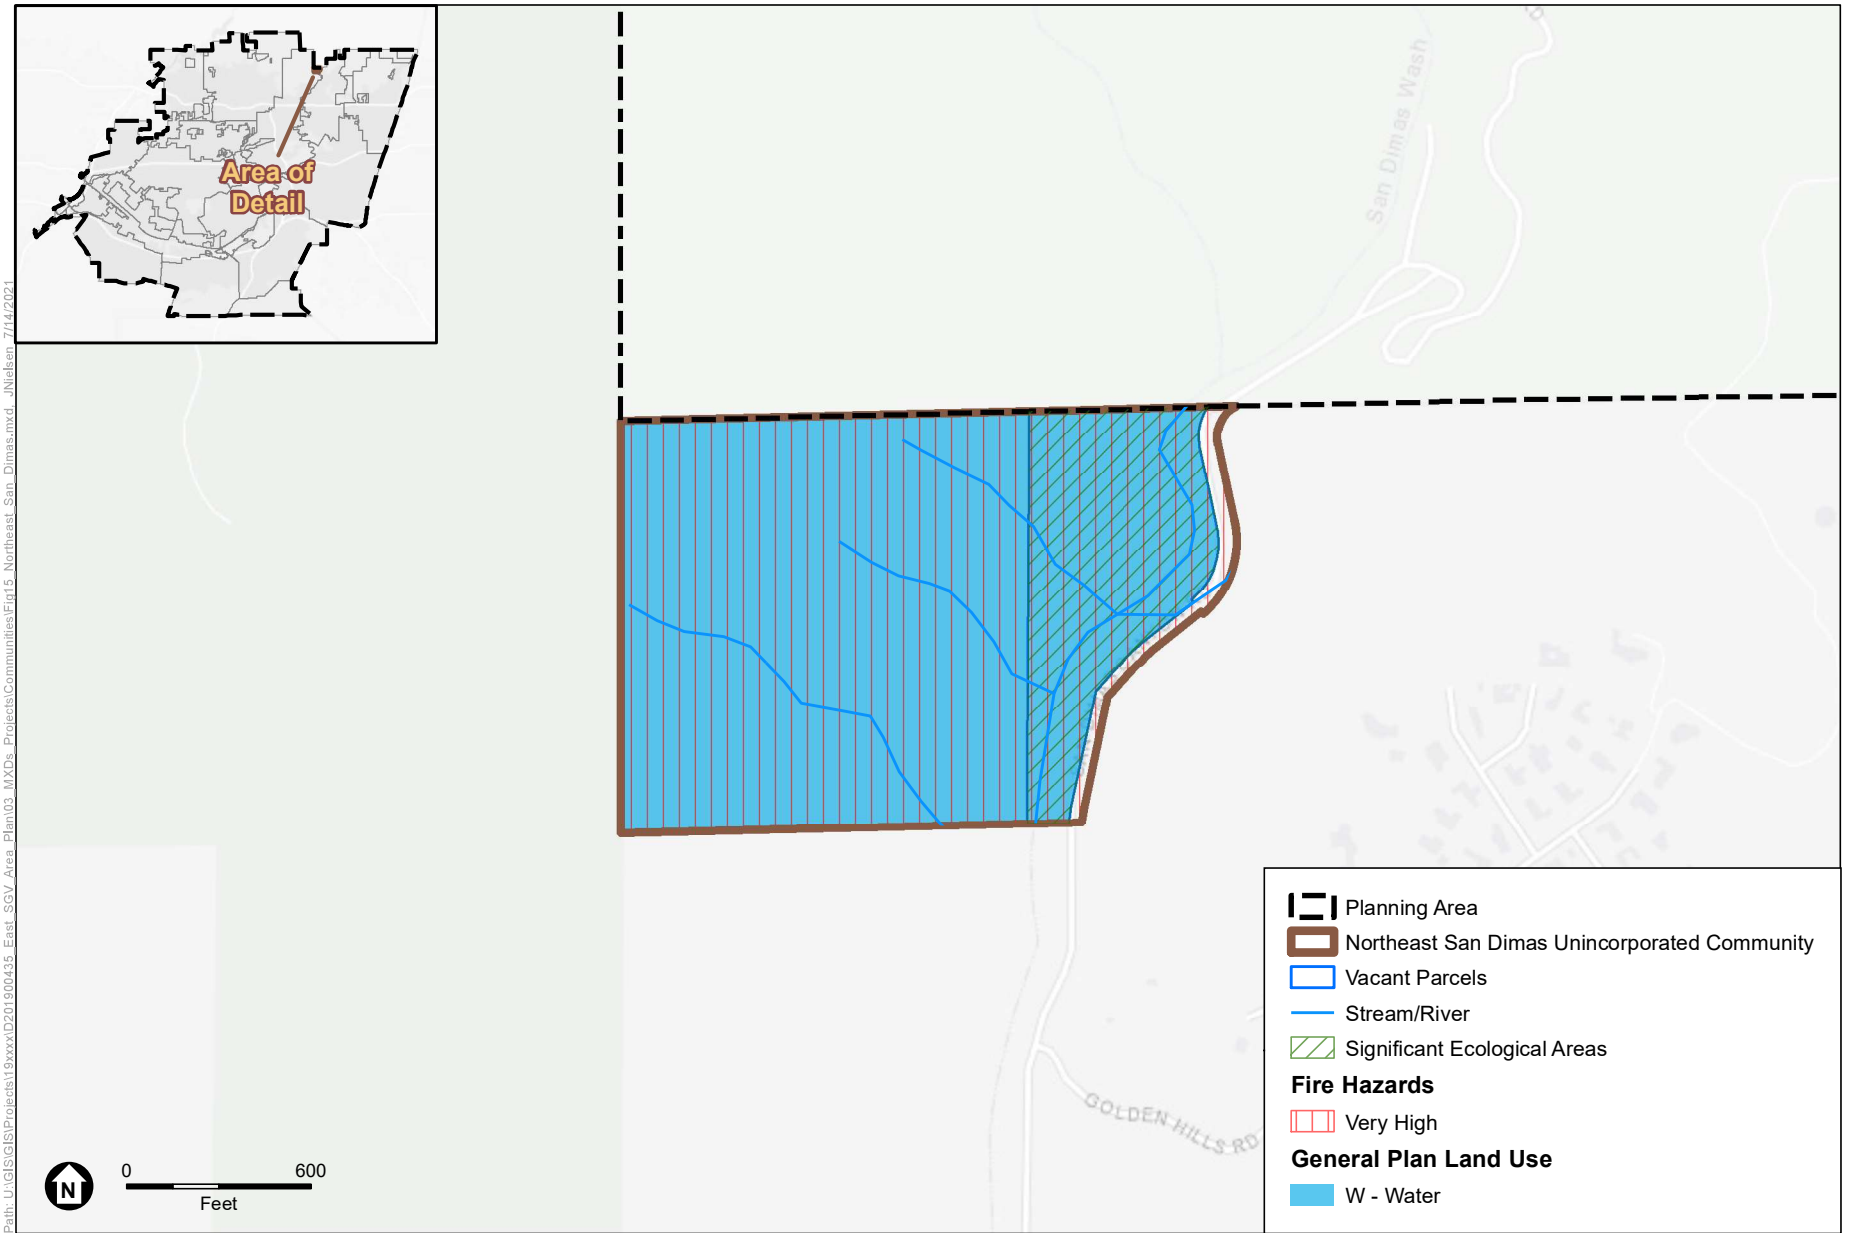 Area of
Detail
San Dimas Wash
Planning Area
Northeast San Dimas Unincorporated Community
Vacant Parcels
Stream/River
Significant Ecological Areas
Fire Hazards
Very High
General Plan Land Use
W - Water
GOLDEN HILLS RD
N
0 600
Feet
Path: U:\GIS\GIS\Projects\19xxxx\D201900435_East_SGV_Area_Plan\03_MXDs_Projects\Communities\Fig15_Northeast_San_Dimas.mxd, JNielsen 7/14/2021